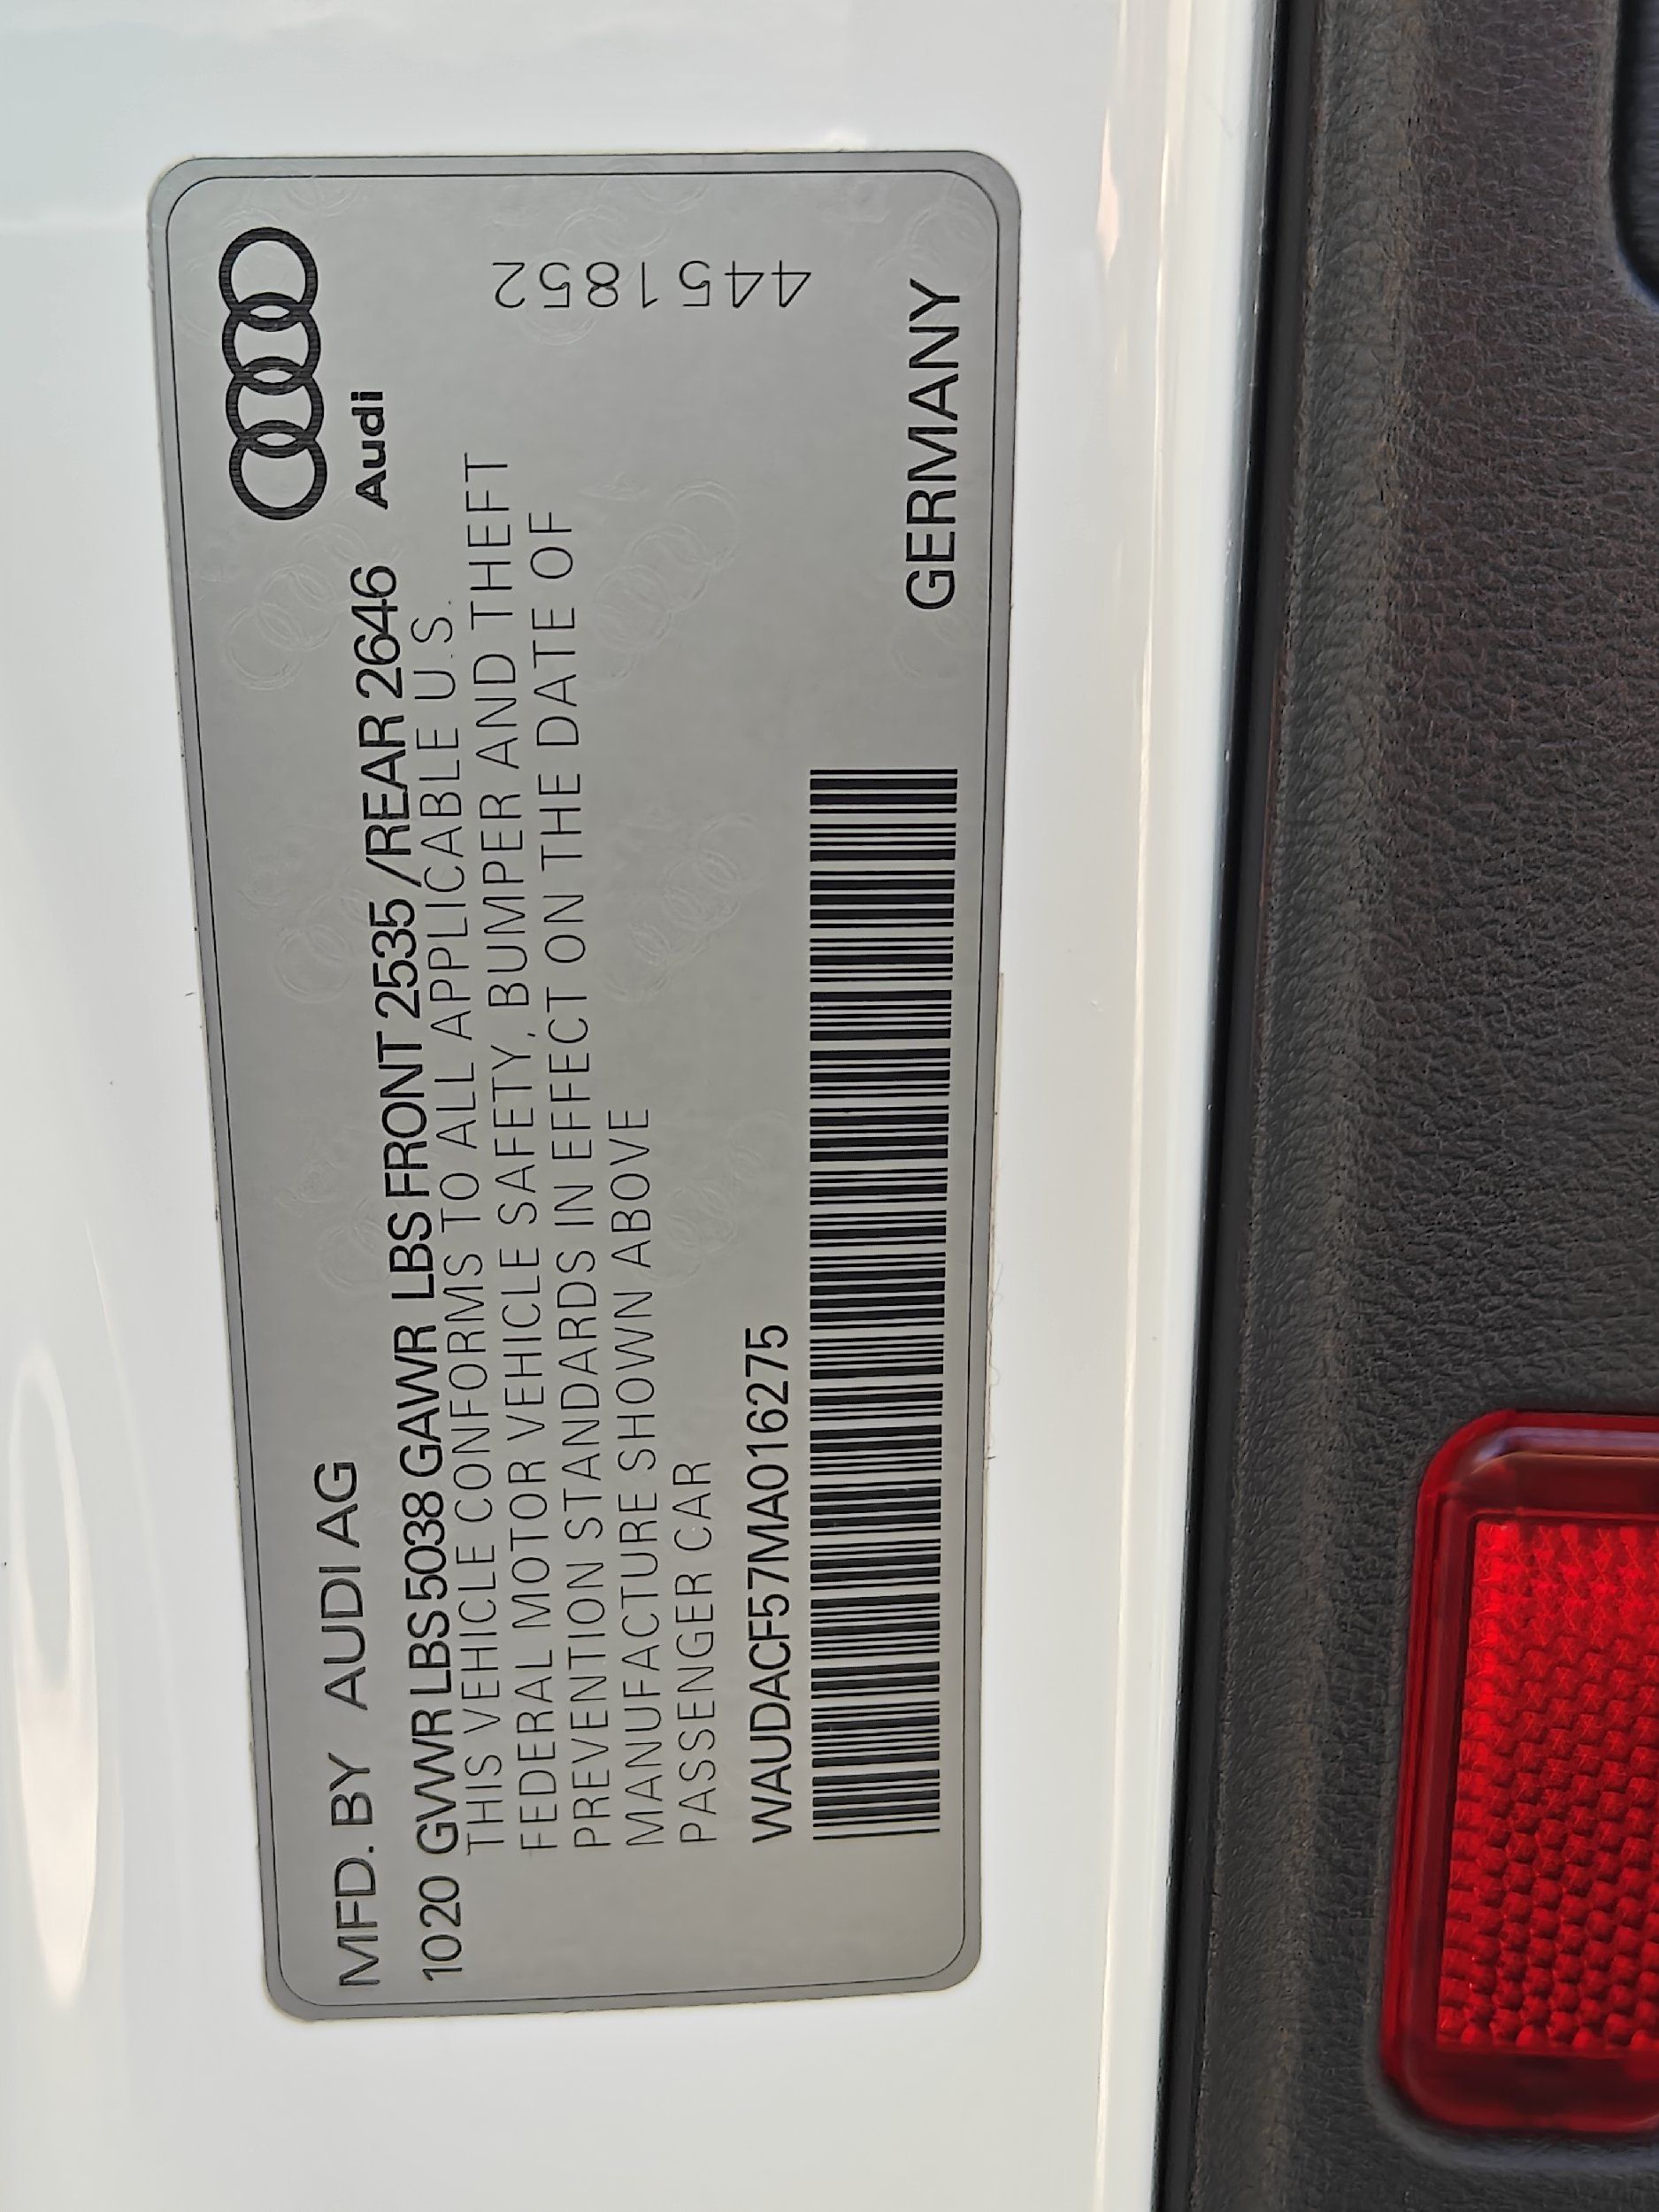 MFD. BY AUDI AG
1020 GVWR LBS 5038 GAWR LBS FRONT 2535 /REAR 2646
Audi
THIS VEHICLE CONFORMS TO ALL APPLICABLE U.S.
FEDERAL MOTOR VEHICLE SAFETY, BUMPER AND THEFT
PREVENTION STANDARDS IN EFFECT ON THE DATE OF
MANUFACTURE SHOWN ABOVE
PASSENGER CAR
4451852
WAUDACF57MA016275
GERMANY